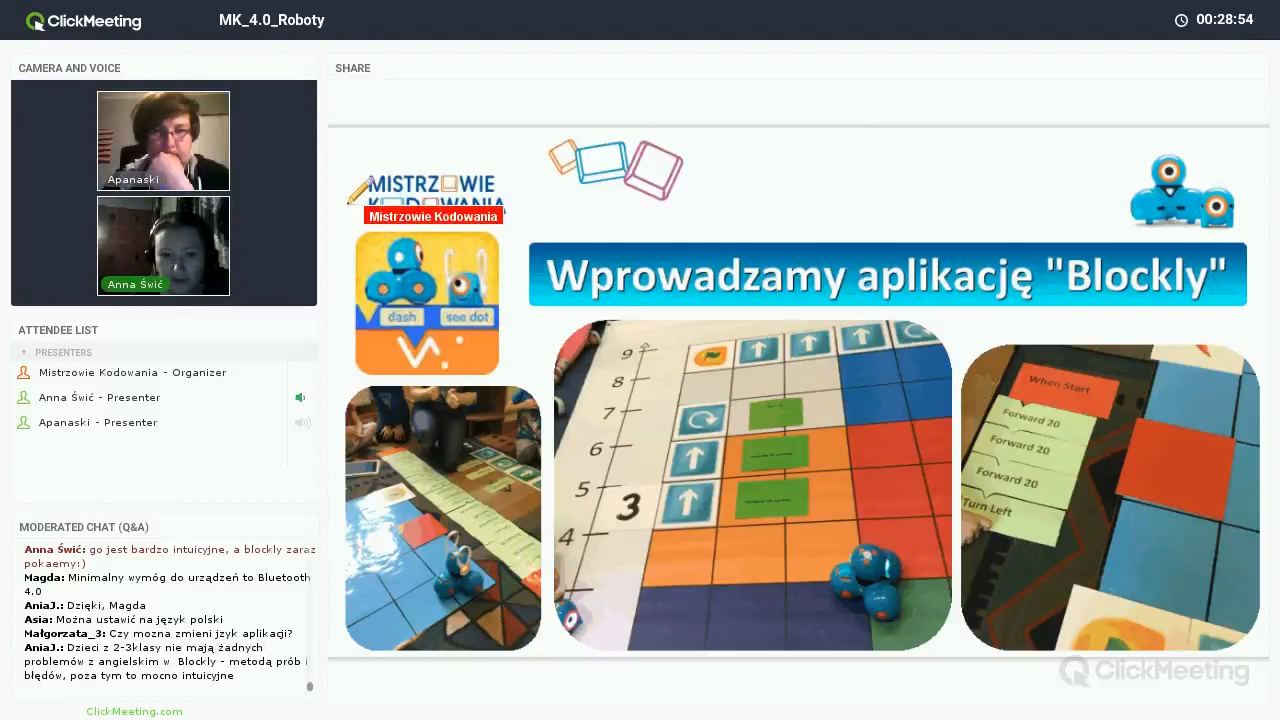 ClickMeeting
MK_4.0_Roboty
00:28:54
CAMERA AND VOICE
Apanaski
Anna Świć
ATTENDEE LIST
PRESENTERS
Mistrzowie Kodowania - Organizer
Anna Świć - Presenter
Apanaski - Presenter
MODERATED CHAT (Q&A)
Anna Świć: go jest bardzo intuicyjne, a blockly zaraz
pokaemy:)
Magda: Minimalny wymóg do urządzeń to Bluetooth
4.0
AniaJ.: Dzięki, Magda
Asia: Można ustawić na język polski
Małgorzata_3: Czy mozna zmieni jzyk aplikacji?
AniaJ.: Dzieci z 2-3klasy nie mają żadnych
problemów z angielskim w Blockly - metodą prób i
błędów, poza tym to mocno intuicyjne
ClickMeeting.com
SHARE
MISTRZOWIE
KODOWANIA
Mistrzowie Kodowania
dash
see dot
Wprowadzamy aplikację "Blockly"
9
8
7
6
5
3
4
When Start
Forward 20
Forward 20
Forward 20
Turn Left
ClickMeeting